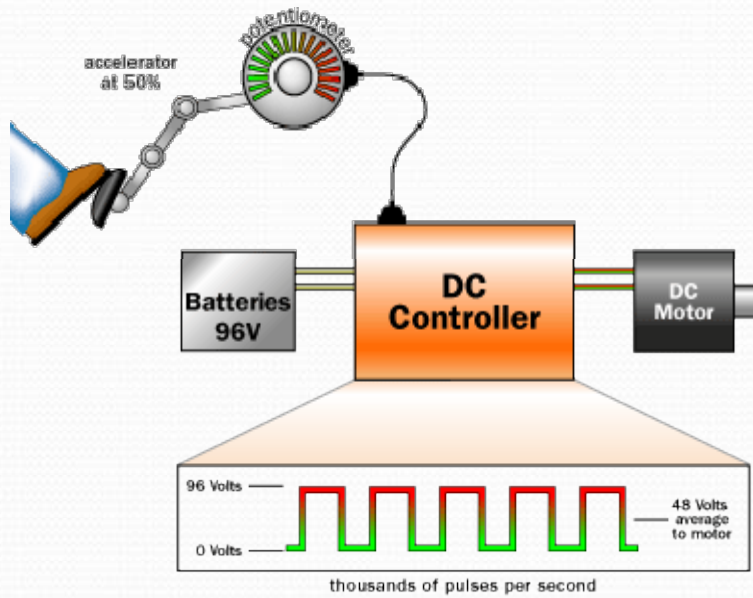 potentiometer
accelerator
at 50%
Batteries
96V
DC
Controller
DC
Motor
96 Volts
0 Volts
48 Volts
average
to motor
thousands of pulses per second